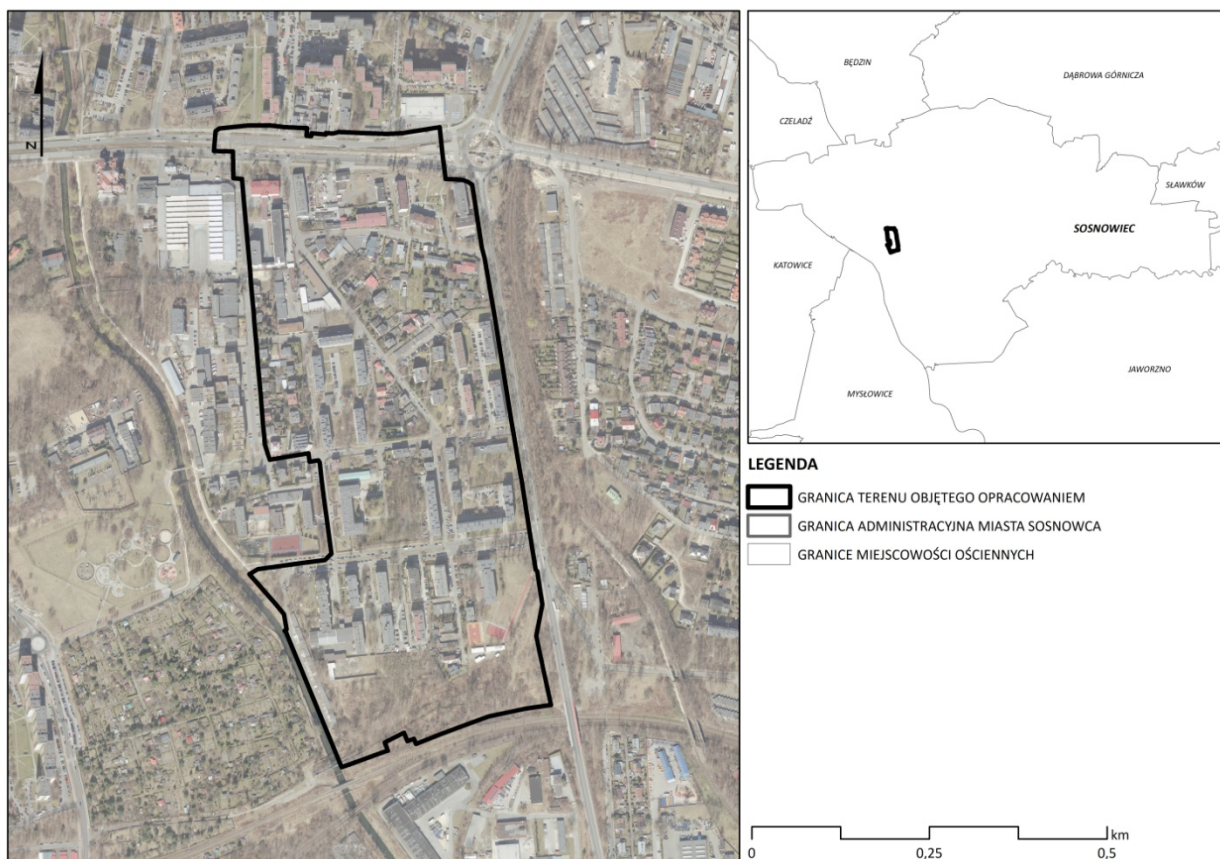 N
BĘDZIN
DĄBROWA GÓRNICZA
CZELADŹ
SŁAWKÓW
SOSNOWIEC
KATOWICE
JAWORZNO
MYSŁOWICE
LEGENDA
GRANICA TERENU OBJĘTEGO OPRACOWANIEM
GRANICA ADMINISTRACYJNA MIASTA SOSNOWCA
GRANICE MIEJSCOWOŚCI OŚCIENNYCH
km
0 0,25 0,5